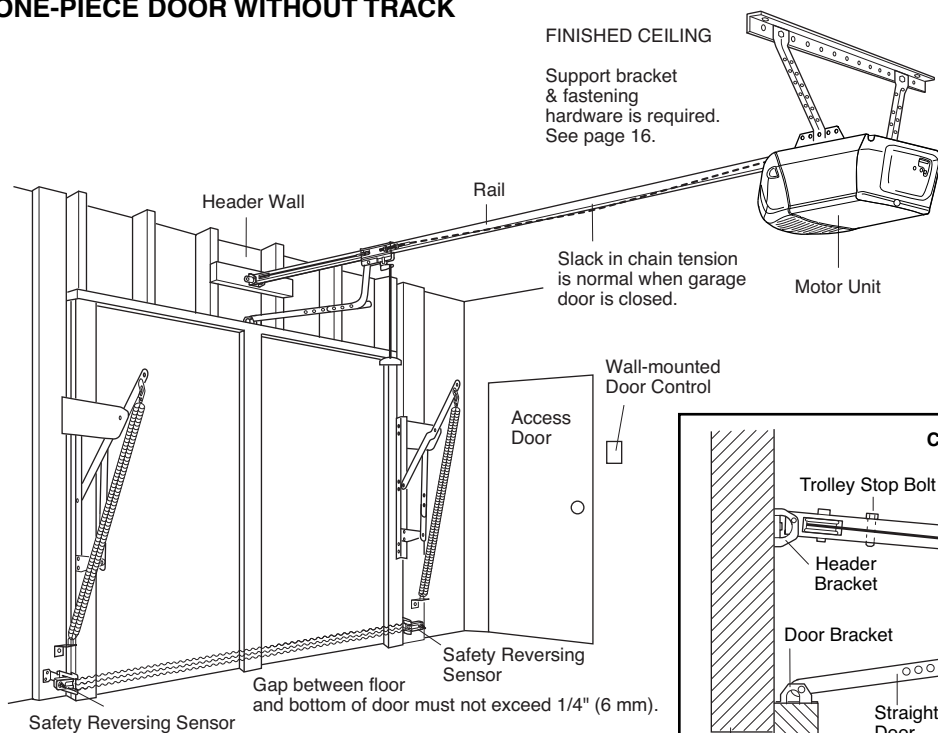 ONE-PIECE DOOR WITHOUT TRACK
FINISHED CEILING
Support bracket
& fastening
hardware is required.
See page 16.
Header Wall
Rail
Slack in chain tension
is normal when garage
door is closed.
Motor Unit
Wall-mounted
Door Control
Access
Door
Trolley Stop Bolt
Header
Bracket
Door Bracket
Straight
Door
Safety Reversing
Sensor
Gap between floor
and bottom of door must not exceed 1/4" (6 mm).
Safety Reversing Sensor